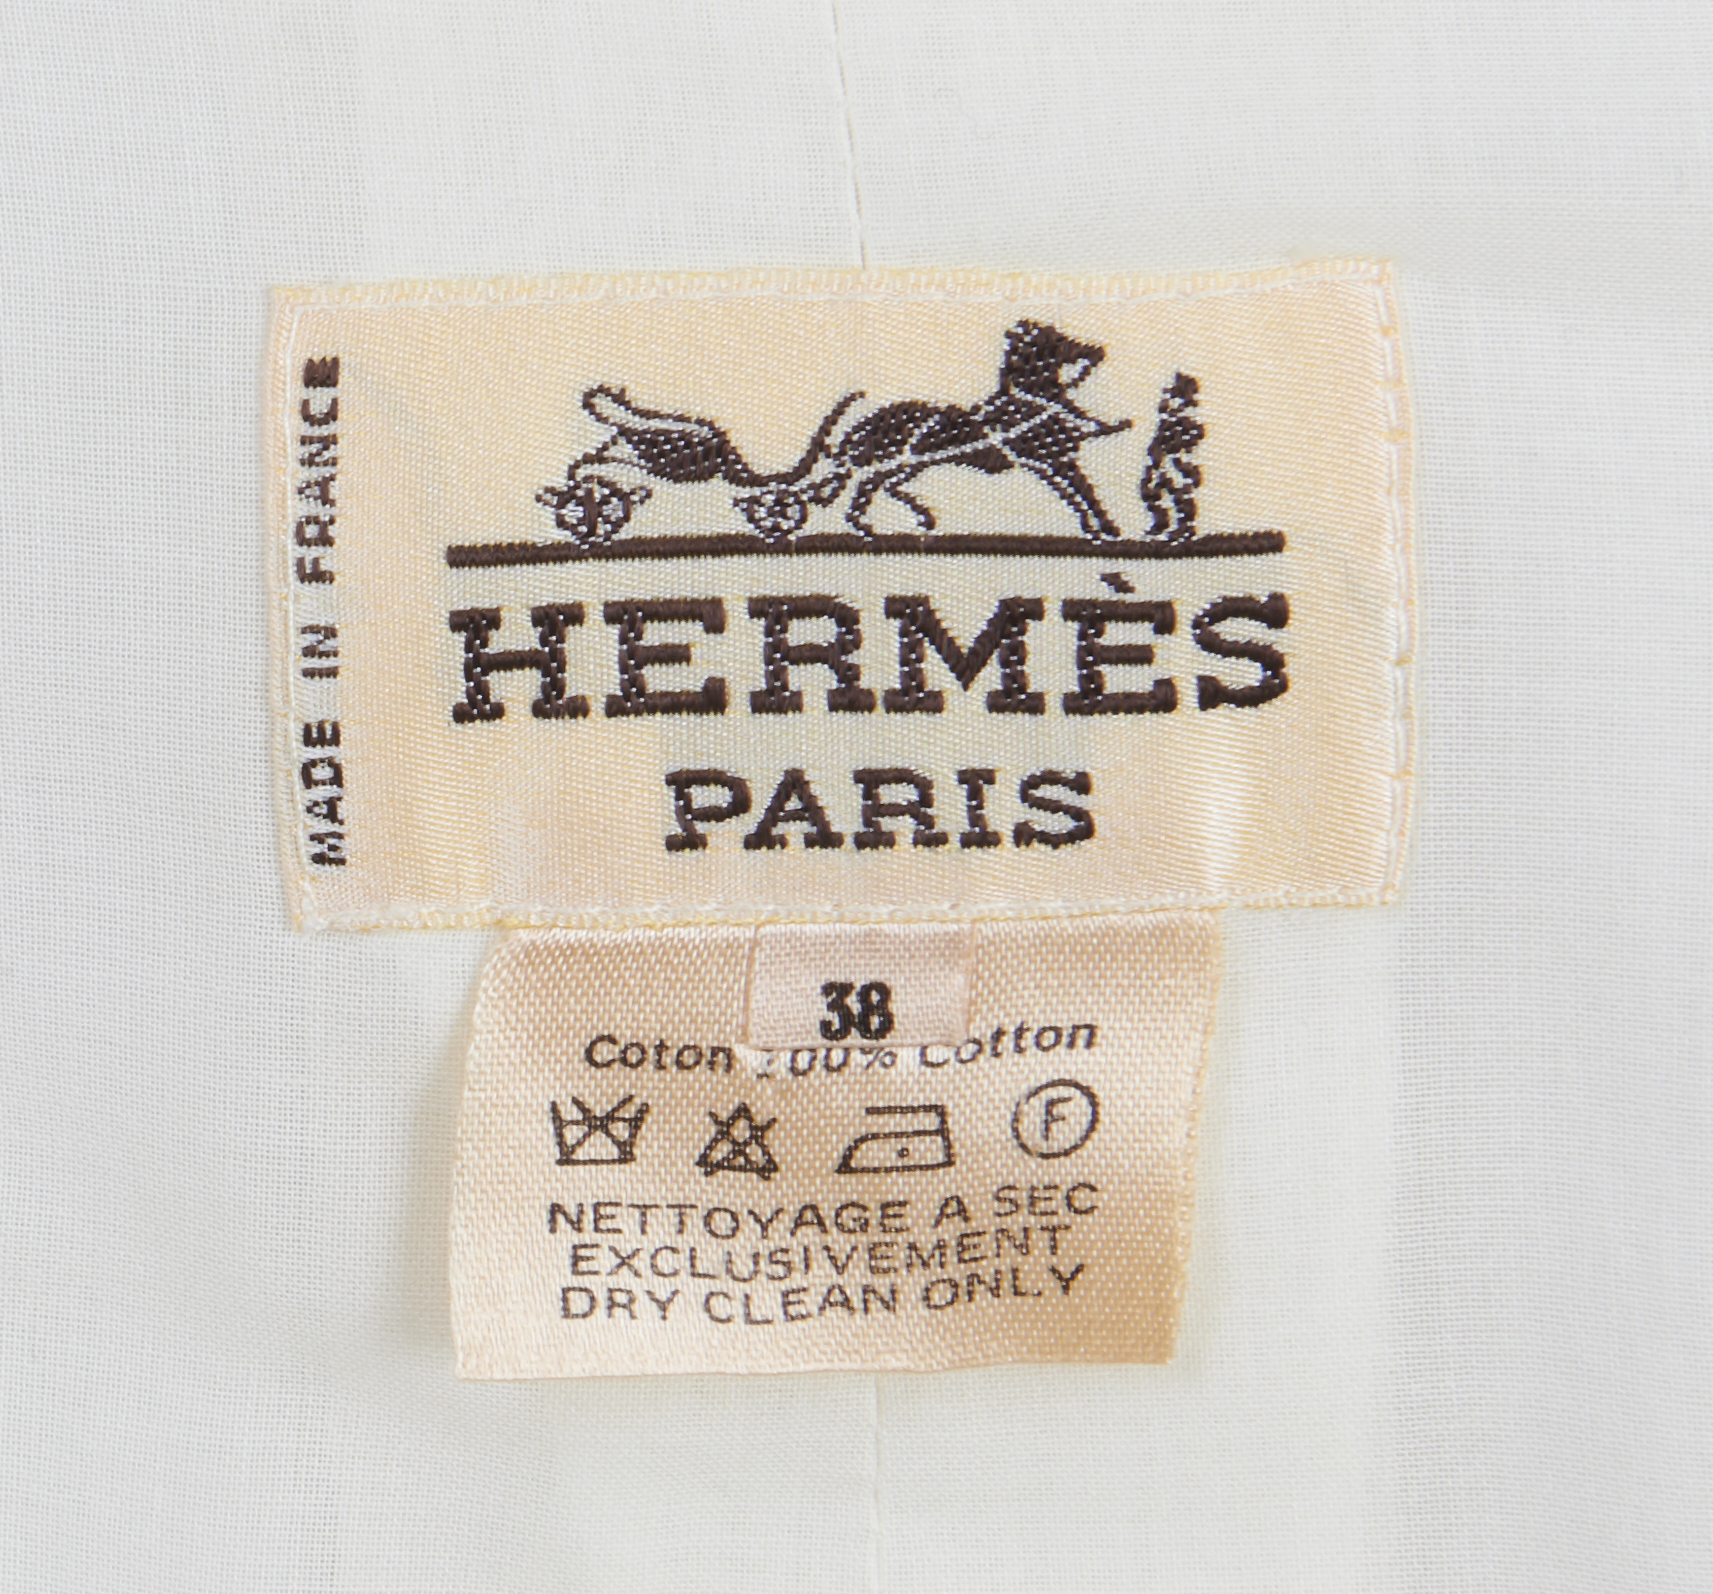 MADE IN FRANCE
HERMÈS
PARIS
38
Coton 100% Cotton
F
NETTOYAGE A SEC
EXCLUSIVEMENT
DRY CLEAN ONLY